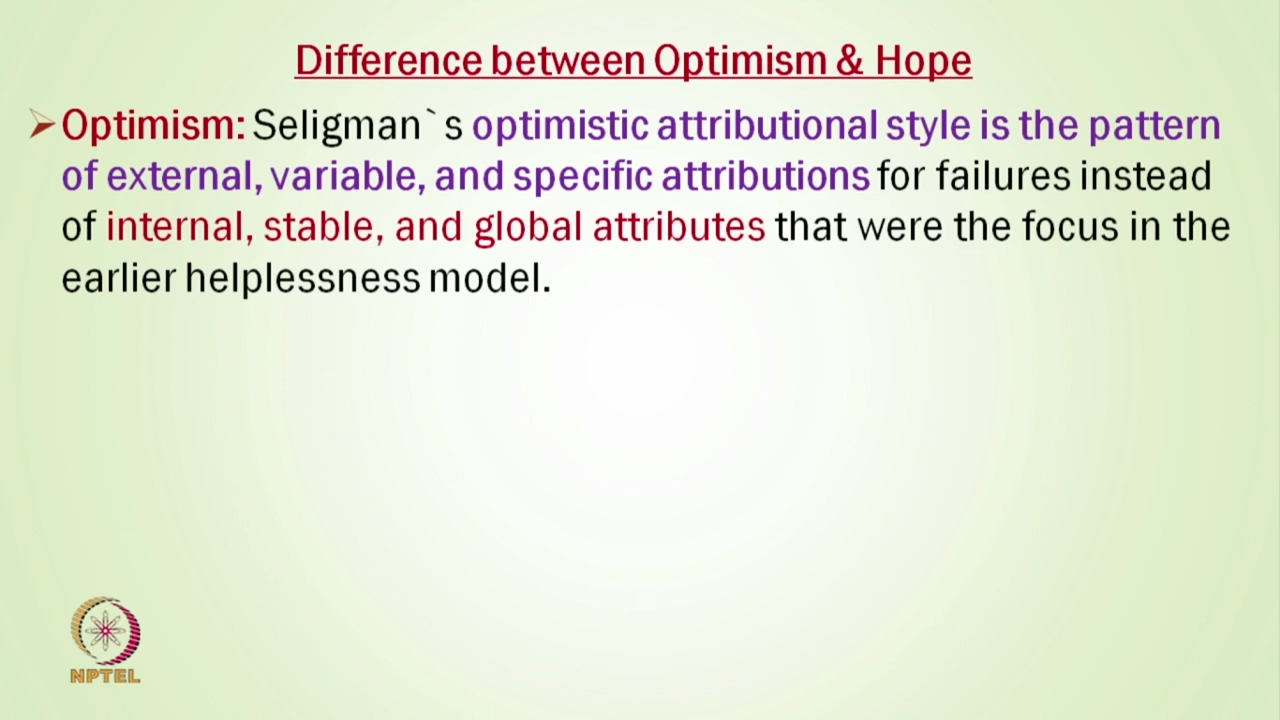 Difference between Optimism & Hope
➢Optimism: Seligman`s optimistic attributional style is the pattern
of external, variable, and specific attributions for failures instead
of internal, stable, and global attributes that were the focus in the
earlier helplessness model.
NPTEL